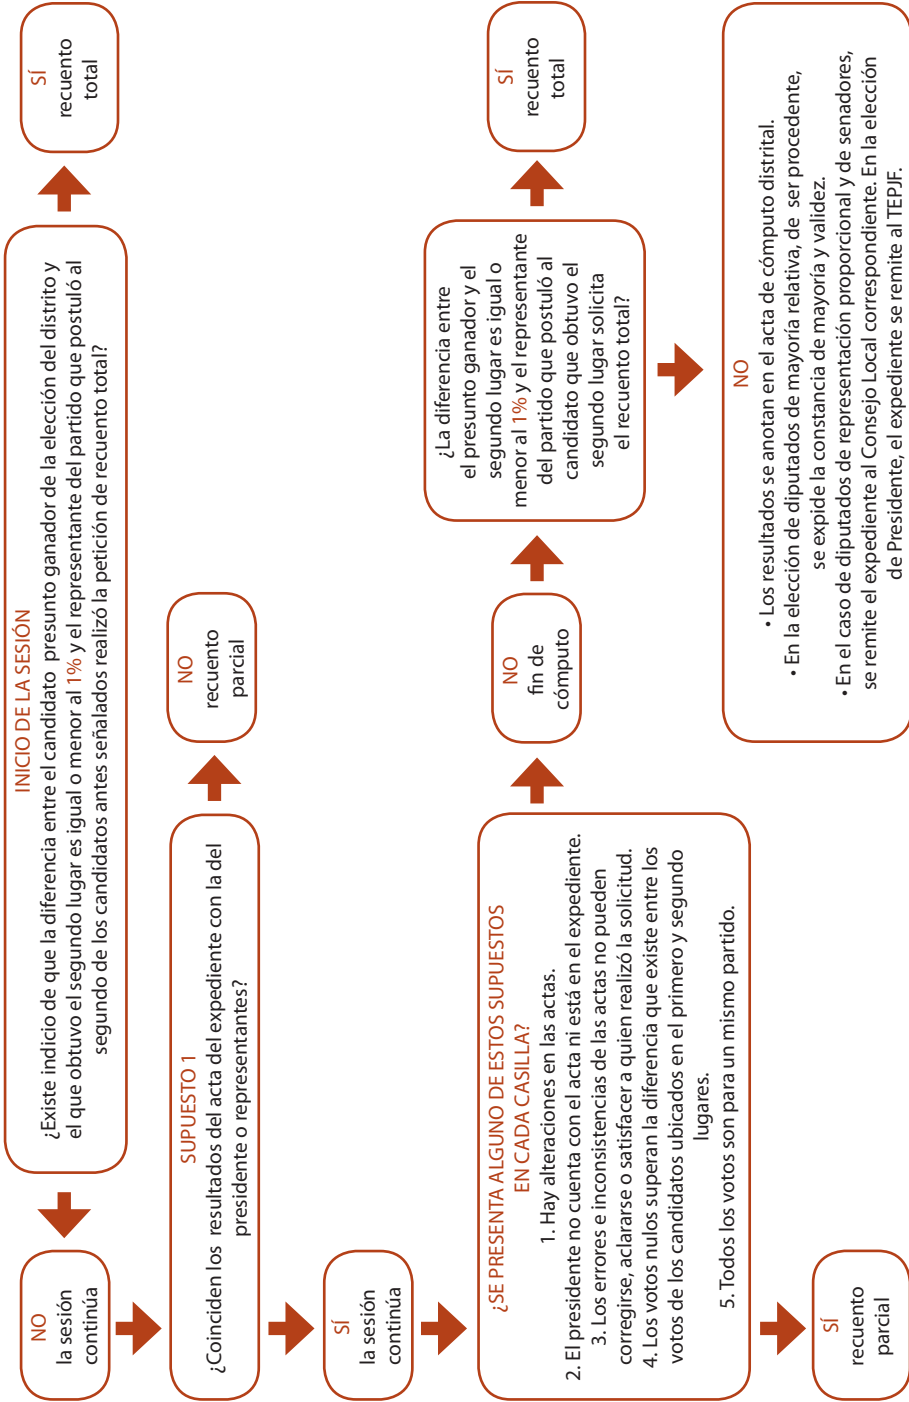 INICIO DE LA SESIÓN
¿Existe indicio de que la diferencia entre el candidato presunto ganador de la elección del distrito y
el que obtuvo el segundo lugar es igual o menor al 1% y el representante del partido que postuló al
segundo de los candidatos antes señalados realizó la petición de recuento total?
SÍ
recuento
total
NO
la sesión
continúa
SUPUESTO 1
¿Coinciden los resultados del acta del expediente con la del
presidente o representantes?
NO
recuento
parcial
SÍ
la sesión
continúa
¿SE PRESENTA ALGUNO DE ESTOS SUPUESTOS
EN CADA CASILLA?
1. Hay alteraciones en las actas.
2. El presidente no cuenta con el acta ni está en el expediente.
3. Los errores e inconsistencias de las actas no pueden
corregirse, aclararse o satisfacer a quien realizó la solicitud.
4. Los votos nulos superan la diferencia que existe entre los
votos de los candidatos ubicados en el primero y segundo
lugares.
5. Todos los votos son para un mismo partido.
SÍ
recuento
parcial
NO
fin de
cómputo
¿La diferencia entre
el presunto ganador y el
segundo lugar es igual o
menor al 1% y el representante
del partido que postuló al
candidato que obtuvo el
segundo lugar solicita
el recuento total?
SÍ
recuento
total
NO
• Los resultados se anotan en el acta de cómputo distrital.
• En la elección de diputados de mayoría relativa, de ser procedente,
se expide la constancia de mayoría y validez.
• En el caso de diputados de representación proporcional y de senadores,
se remite el expediente al Consejo Local correspondiente. En la elección
de Presidente, el expediente se remite al TEPJF.